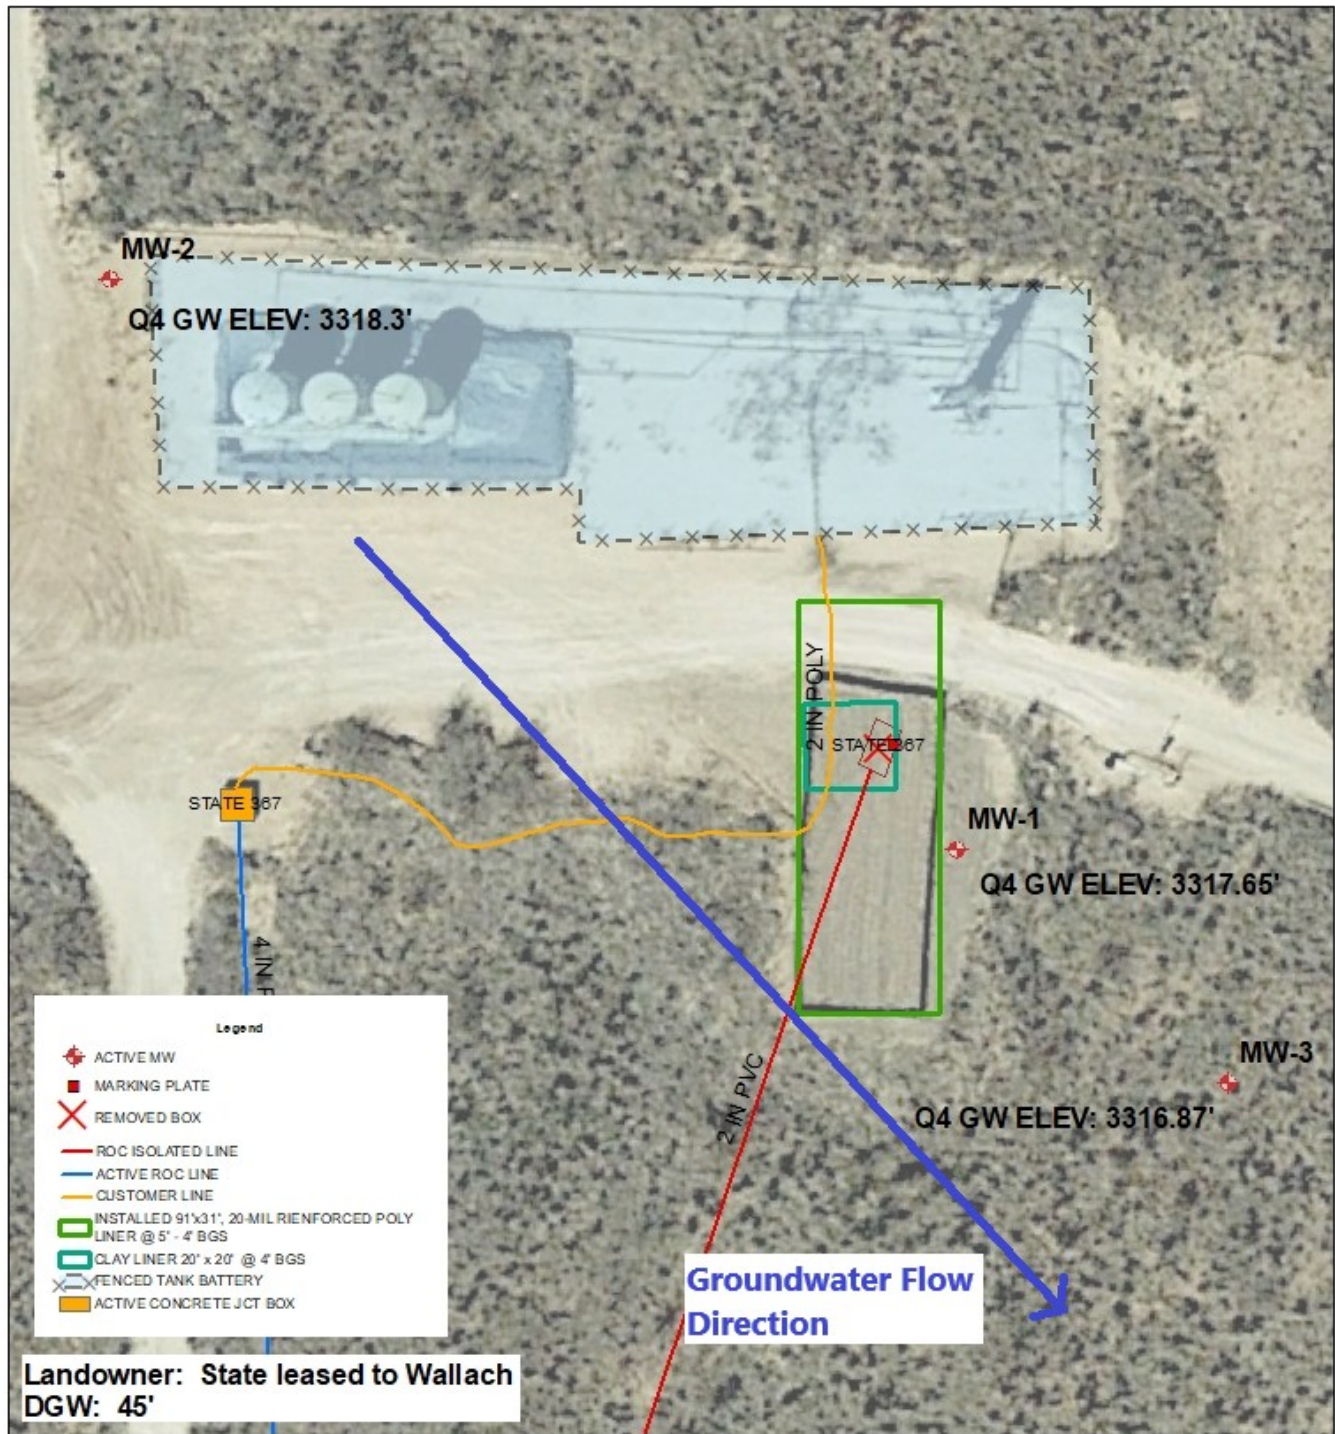 MW-2
Q4 GW ELEV: 3318.3'
2 IN POLY
STATE 367
STATE 367
MW-1
Q4 GW ELEV: 3317.65'
4 IN
MW-3
Q4 GW ELEV: 3316.87'
2 IN PVC
Legend
ACTIVE MW
MARKING PLATE
REMOVED BOX
ROC ISOLATED LINE
ACTIVE ROC LINE
CUSTOMER LINE
INSTALLED 91'x31', 20-MIL RIENFORCED POLY
LINER @ 5' - 4' BGS
CLAY LINER 20' x 20' @ 4' BGS
FENCED TANK BATTERY
ACTIVE CONCRETE JCT BOX
Groundwater Flow
Direction
Landowner: State leased to Wallach
DGW: 45'